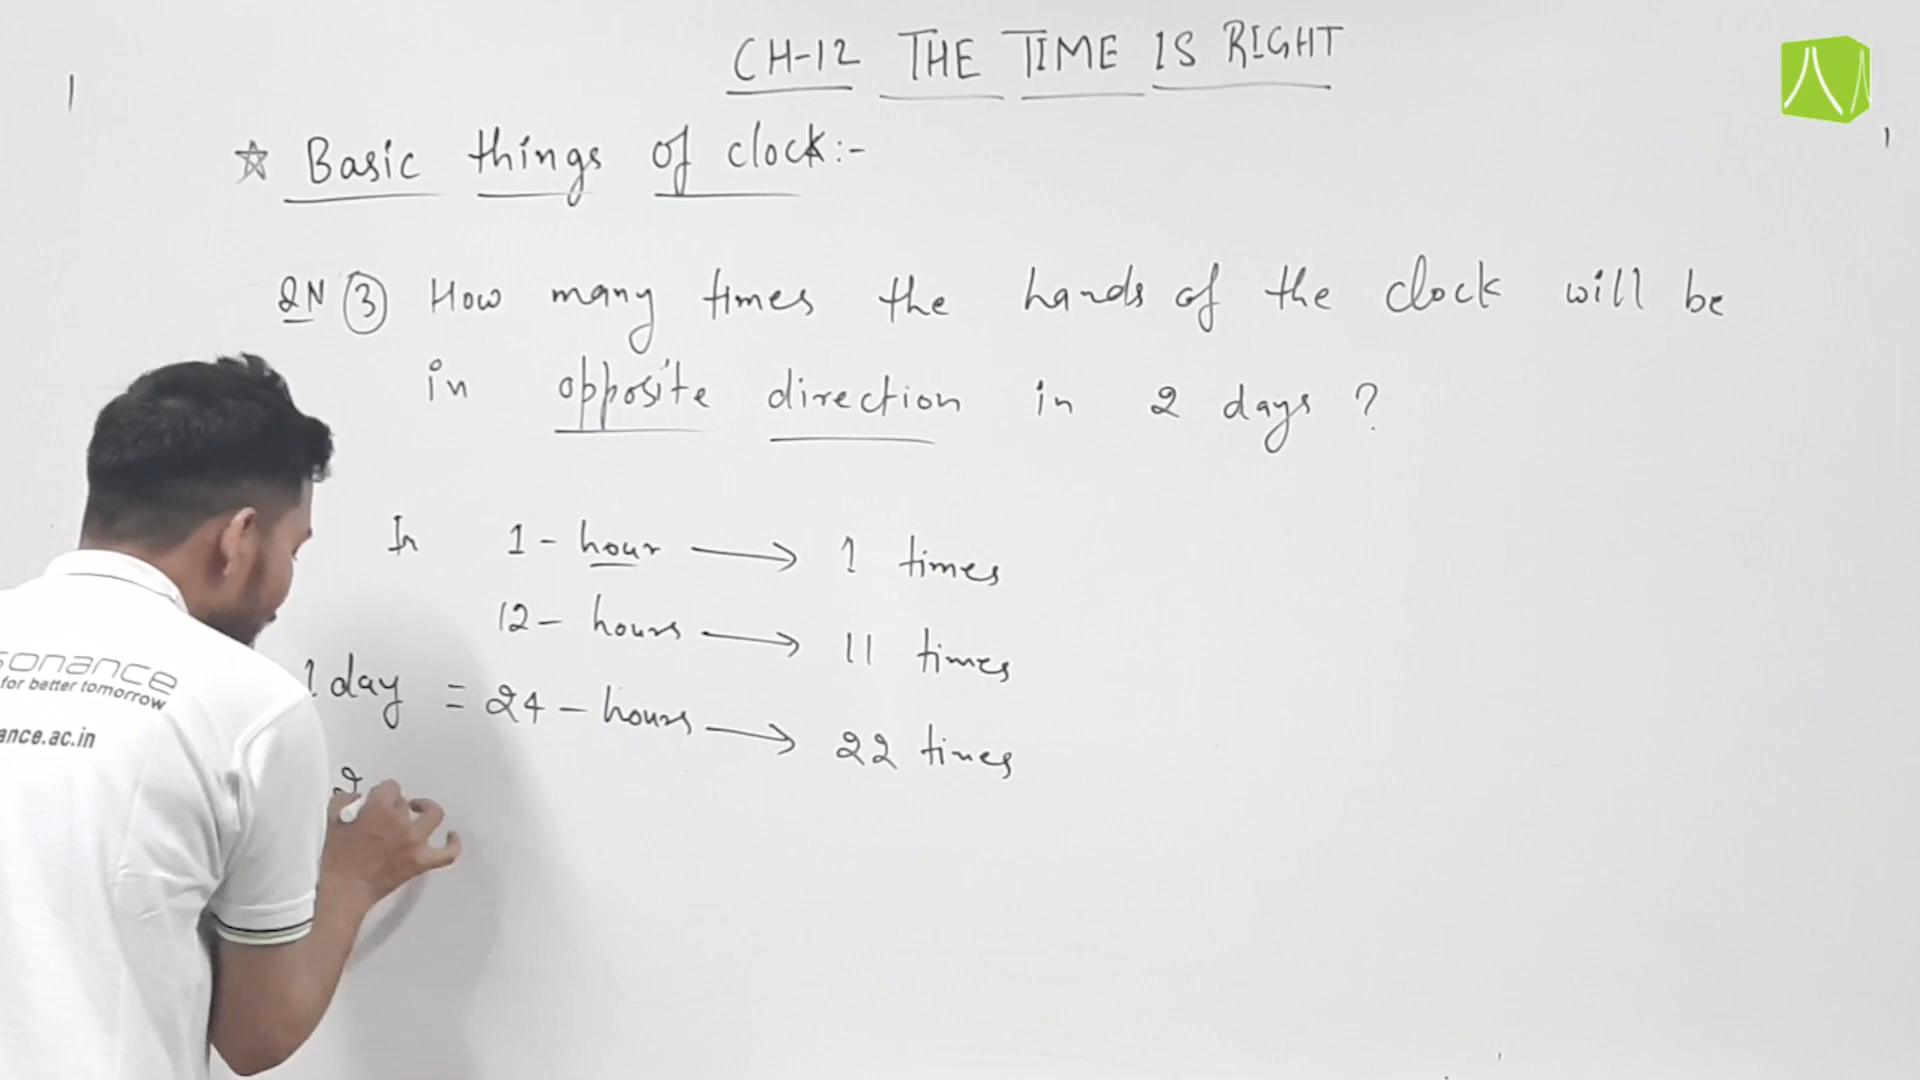 CH-12 THE TIME IS RIGHT
☆ Basic things of clock:-
QN ③ How many times the hands of the clock will be
in opposite direction in 2 days ?
In 1 - hour → 1 times
12 - hours → 11 times
1 day = 24 - hours → 22 times
2
sonance
for better tomorrow
ance.ac.in